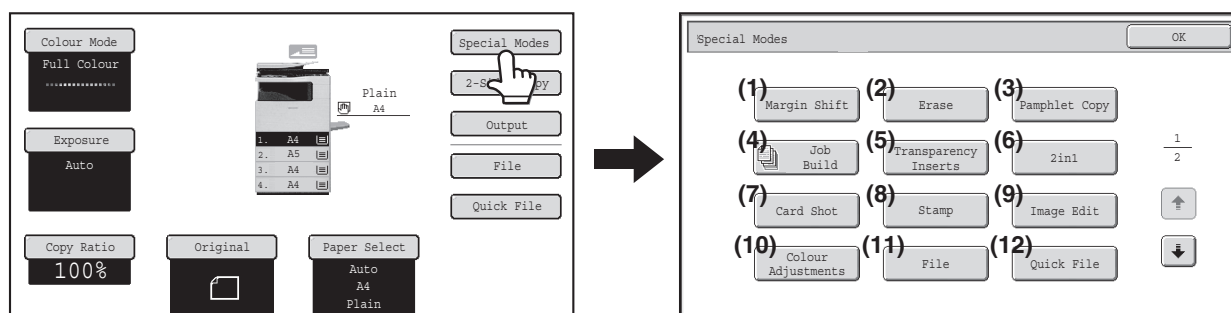 Colour Mode
Full Colour
Exposure
Auto
Copy Ratio
100%
Original
Paper Select
Auto
A4
Plain
Plain
A4
1. A4
2. A5
3. A4
4. A4
Special Modes
Output
File
Quick File
Special Modes
OK
(1) Margin Shift
(2) Erase
(3) Pamphlet Copy
(4) Job
Build
(5) Transparency
Inserts
(6) 2in1
(7) Card Shot
(8) Stamp
(9) Image Edit
(10) Colour
Adjustments
(11) File
(12) Quick File
1
2